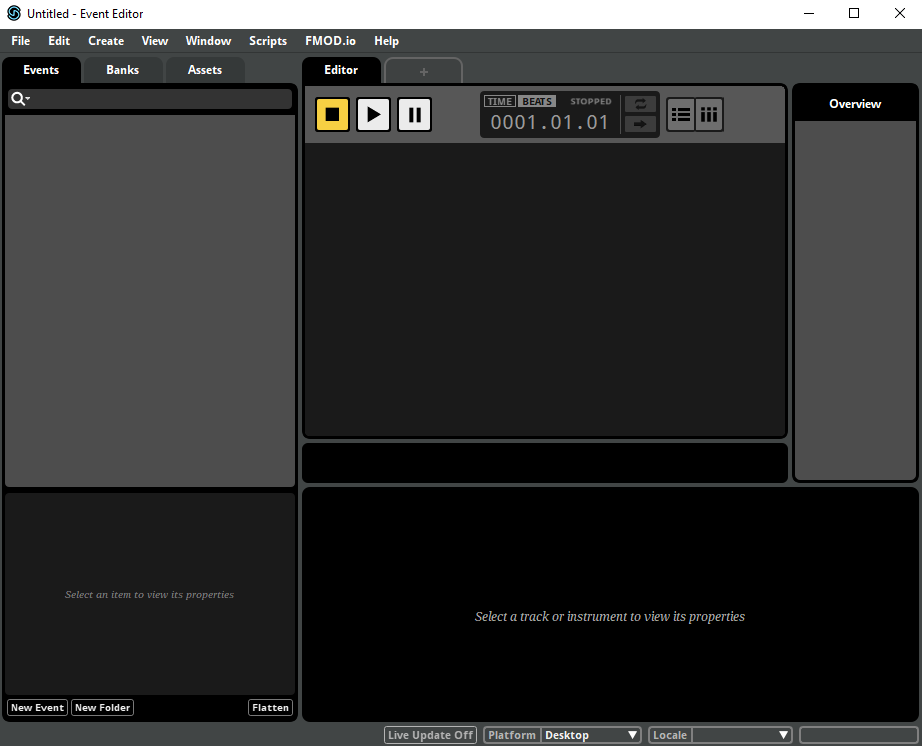 Untitled - Event Editor
File Edit Create View Window Scripts FMOD.io Help
Events Banks Assets Editor +
Overview
TIME BEATS STOPPED
0001.01.01
Select an item to view its properties
Select a track or instrument to view its properties
New Event New Folder Flatten
Live Update Off Platform Desktop Locale